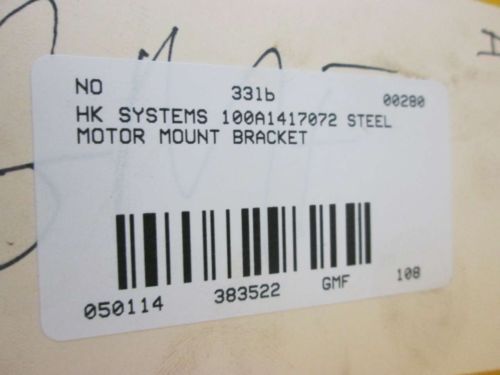 NO 331b 00280
HK SYSTEMS 100A1417072 STEEL
MOTOR MOUNT BRACKET
050114 383522 GMF 108